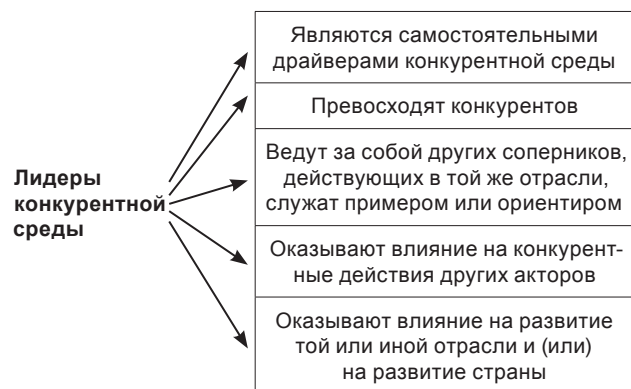 Лидеры
конкурентной
среды
Являются самостоятельными
драйверами конкурентной среды
Превосходят конкурентов
Ведут за собой других соперников,
действующих в той же отрасли,
служат примером или ориентиром
Оказывают влияние на конкурент-
ные действия других акторов
Оказывают влияние на развитие
той или иной отрасли и (или)
на развитие страны